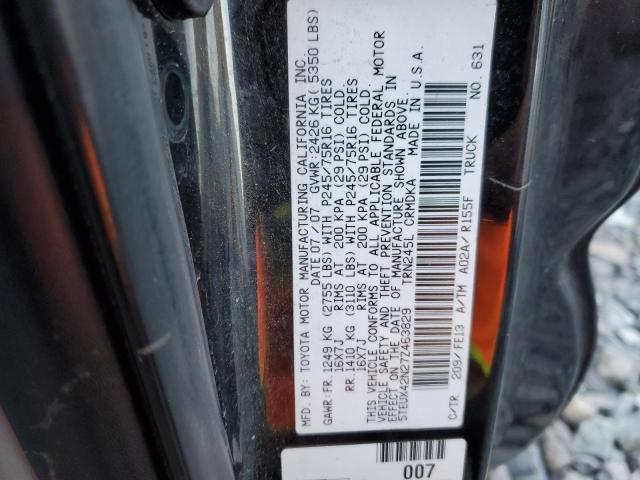 MFD. BY: TOYOTA MOTOR MANUFACTURING CALIFORNIA INC.
DATE 07/07 GVWR:2426 KG( 5350 LBS)
GAWR:FR.1249 KG (2755 LBS) WITH P245/75R16 TIRES
16X7J RIMS AT 200 KPA (29 PSI) COLD.
RR.1410 KG (3110 LBS) WITH P245/75R16 TIRES
16X7J RIMS AT 200 KPA (29 PSI) COLD.
THIS VEHICLE CONFORMS TO ALL APPLICABLE FEDERAL MOTOR
VEHICLE SAFETY AND THEFT PREVENTION STANDARDS IN
EFFECT ON THE DATE OF MANUFACTURE SHOWN ABOVE.
5TEUX42N27Z463829 TRN245L CRMDKA MADE IN U.S.A.
C/TR 209/FE13 A/TM A02A/R155F TRUCK NO.631
007